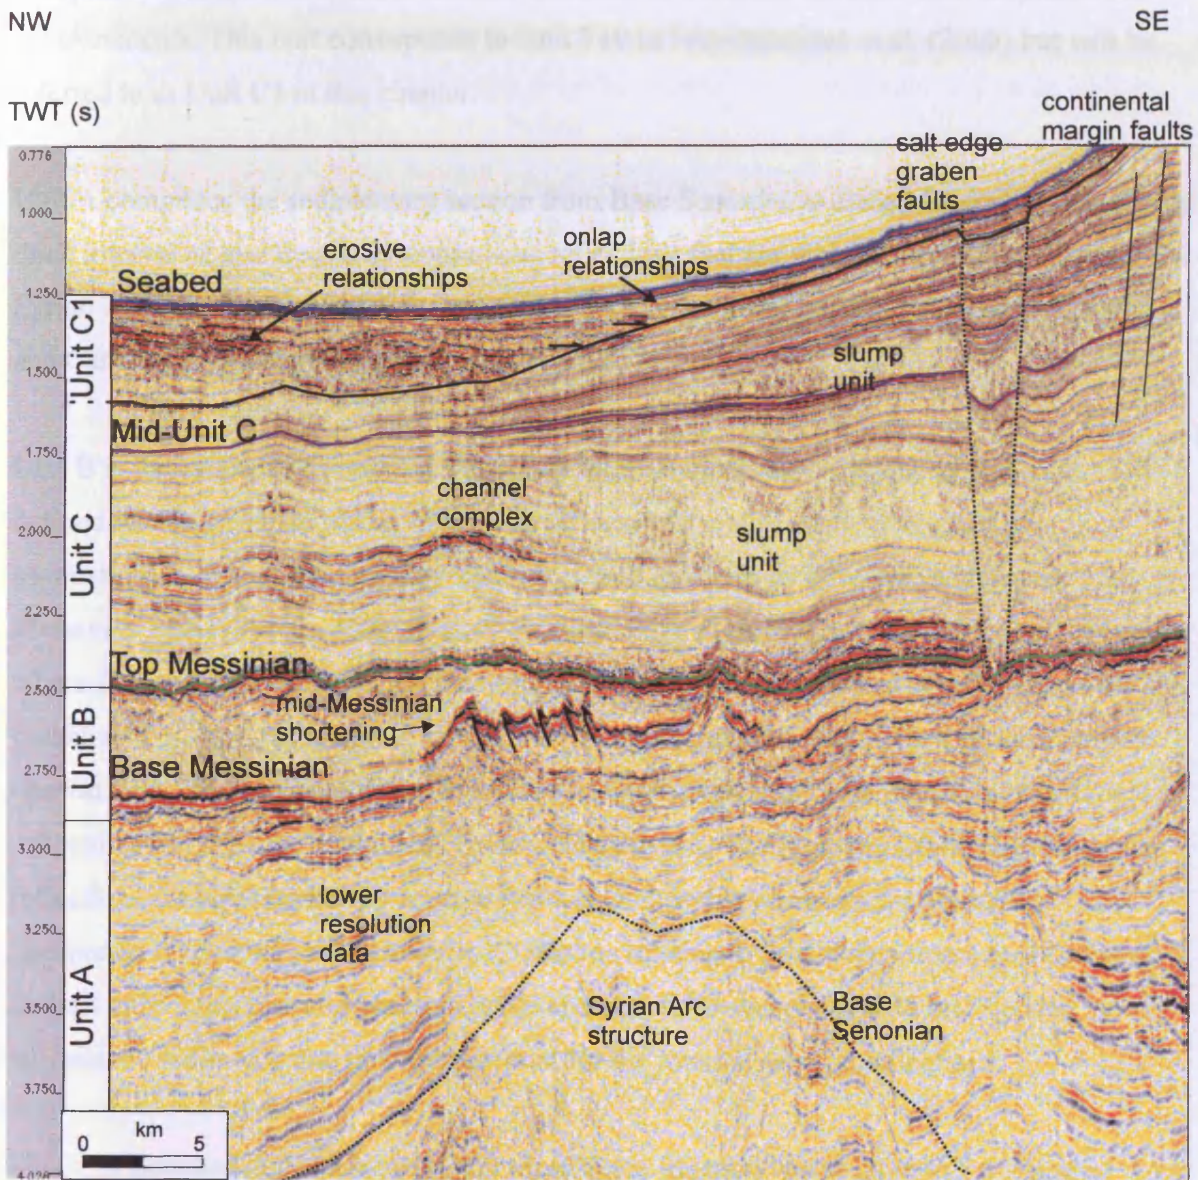 NW
SE
TWT (s)
continental
margin faults
salt edge
graben
faults
0.776
1.000
1.250
1.500
1.750
2.000
2.250
2.500
2.750
3.000
3.250
3.500
3.750
erosive
relationships
onlap
relationships
Seabed
Unit C1
slump
unit
Mid-Unit C
channel
complex
slump
unit
Unit C
Top Messinian
mid-Messinian
shortening
Unit B
Base Messinian
lower
resolution
data
Unit A
Syrian Arc
structure
Base
Senonian
km
0 5